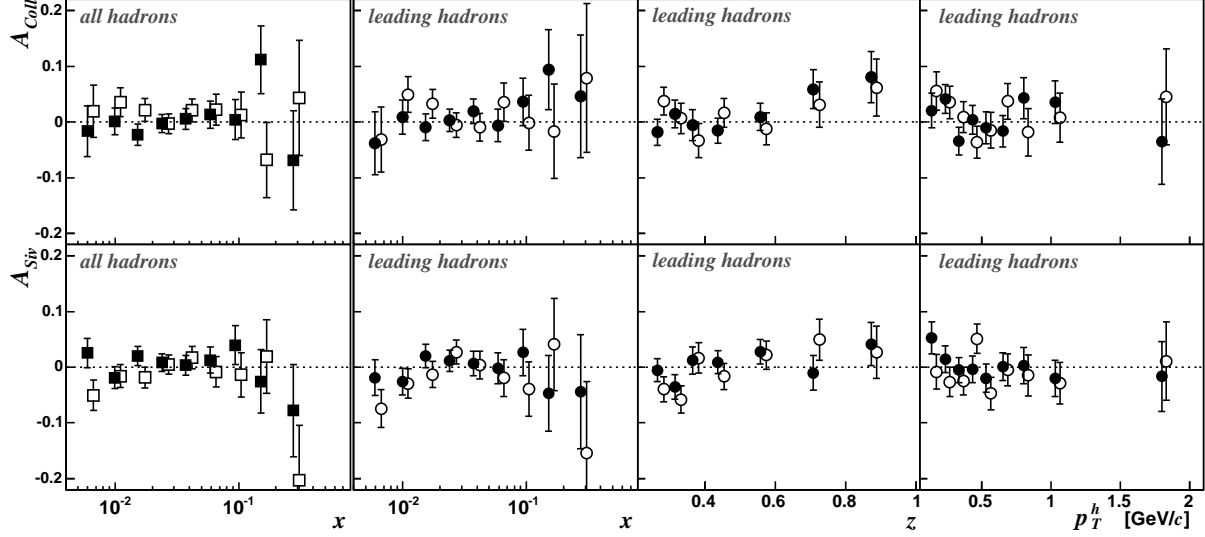 A_Coll
0.2
0.1
0
-0.1
-0.2
all hadrons
leading hadrons
leading hadrons
leading hadrons
A_Siv
0.2
0.1
0
-0.1
-0.2
all hadrons
leading hadrons
leading hadrons
leading hadrons
10^-2 10^-1 10^-2 10^-1 0.4 0.6 0.8 1 0.5 1 1.5 2
x x z p_T^h [GeV/c]